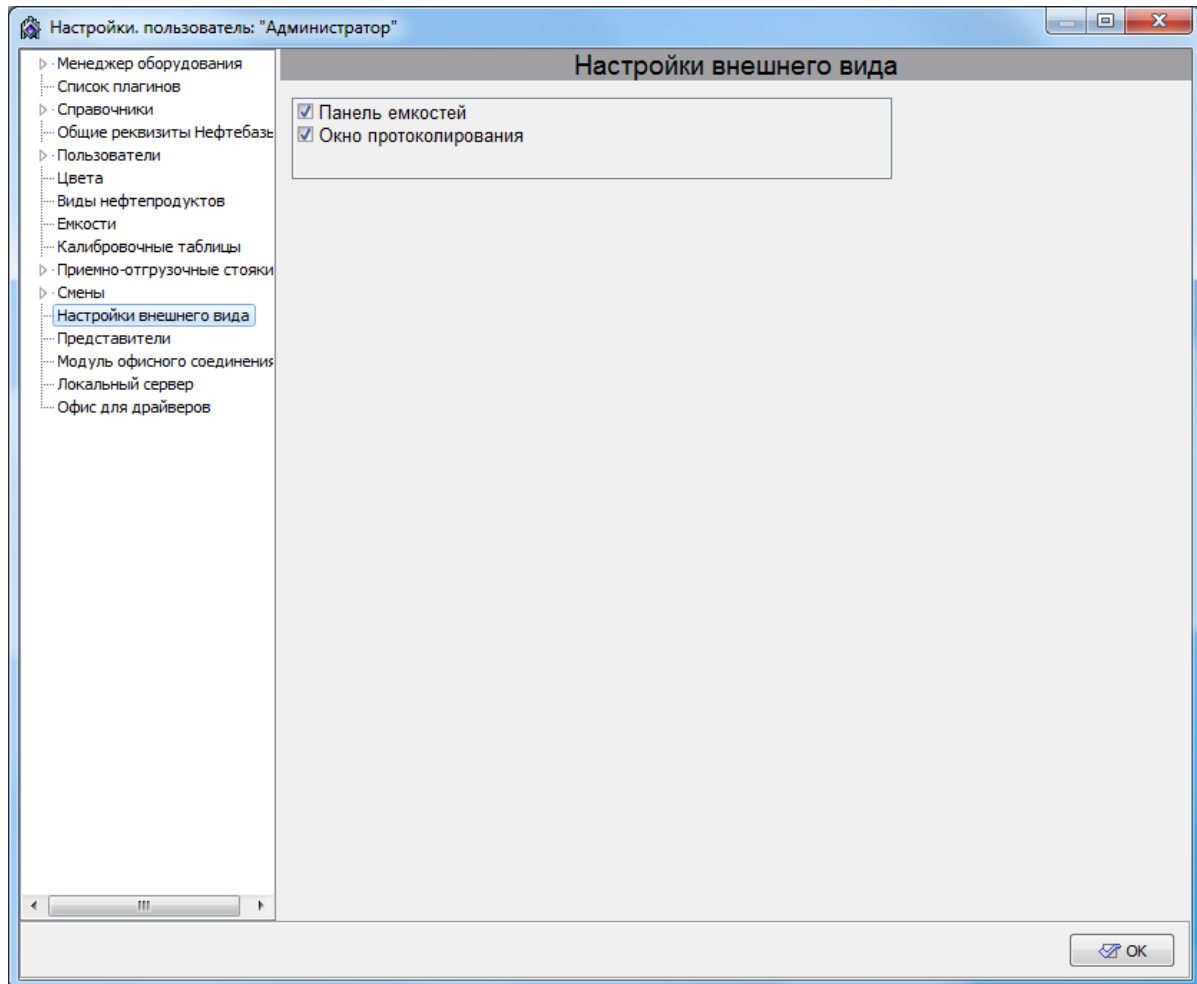 Настройки. пользователь: "Администратор"
Менеджер оборудования
Список плагинов
Справочники
Общие реквизиты Нефтебазы
Пользователи
Цвета
Виды нефтепродуктов
Емкости
Калибровочные таблицы
Приемно-отгрузочные стояки
Смены
Настройки внешнего вида
Представители
Модуль офисного соединения
Локальный сервер
Офис для драйверов
Настройки внешнего вида
Панель емкостей
Окно протоколирования
OK